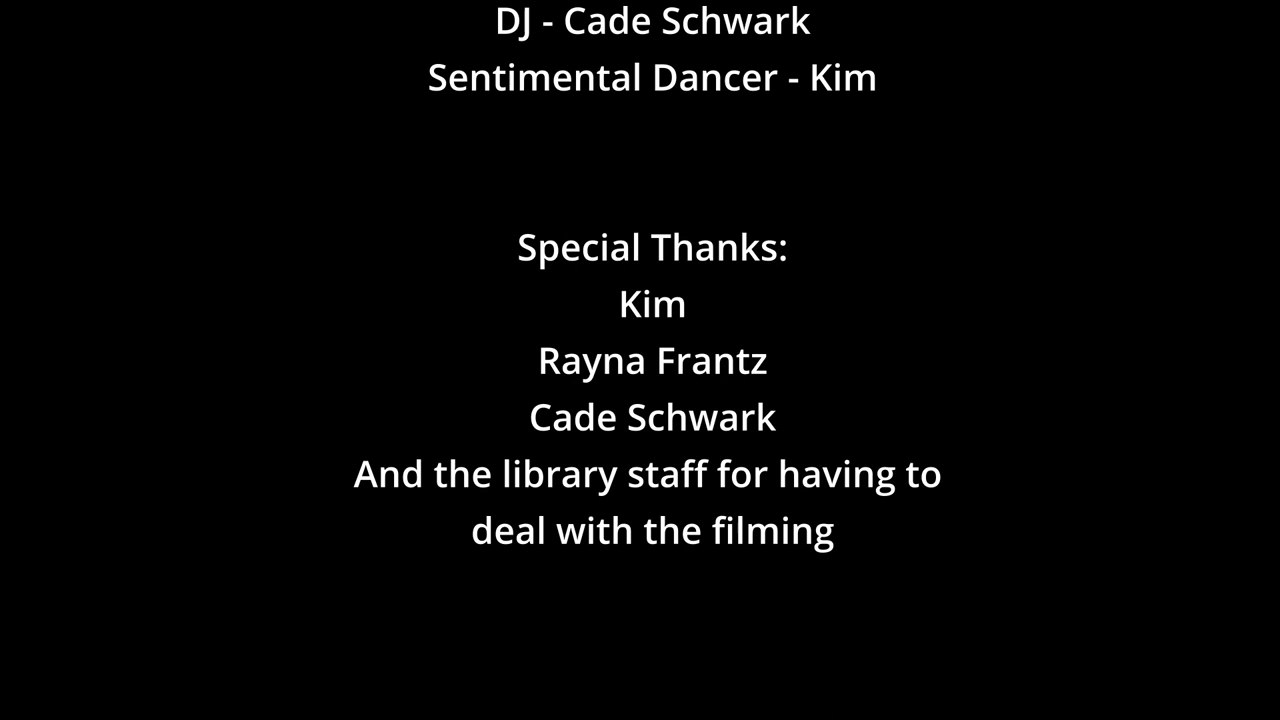 DJ - Cade Schwark
Sentimental Dancer - Kim
Special Thanks:
Kim
Rayna Frantz
Cade Schwark
And the library staff for having to
deal with the filming